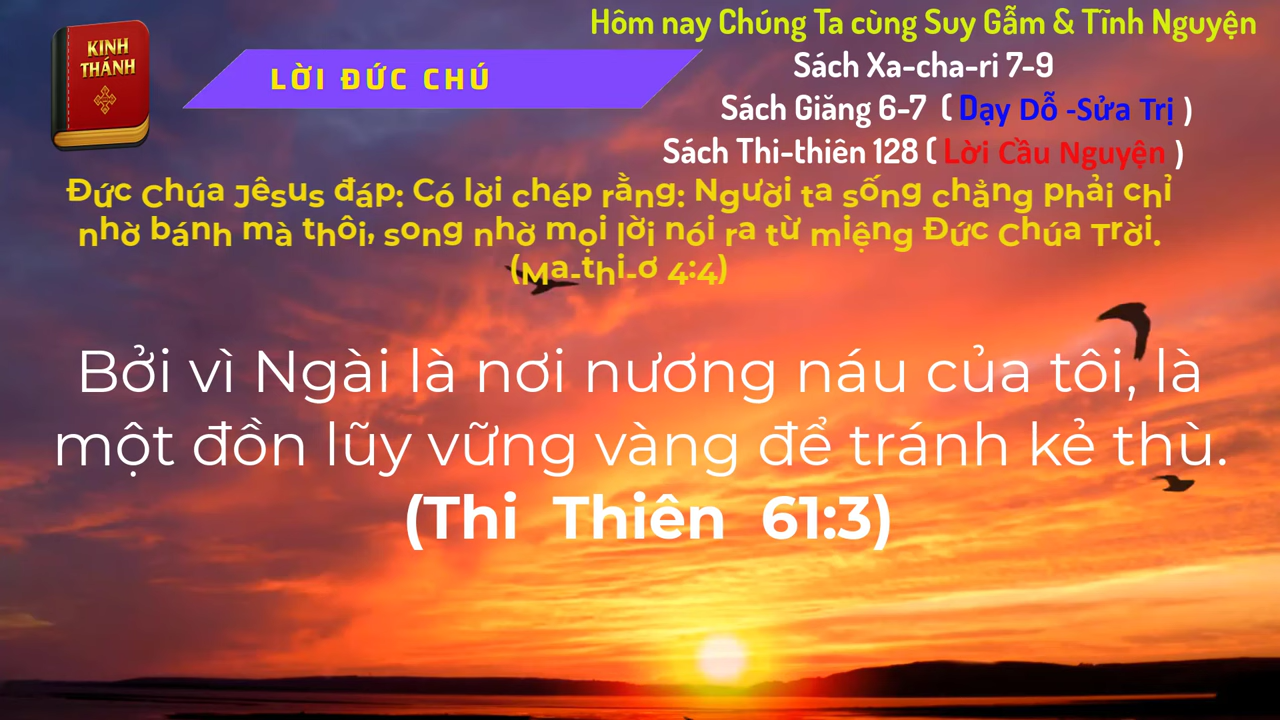 KINH
THÁNH
LỜI ĐỨC CHÚ
Hôm nay Chúng Ta cùng Suy Gẫm & Tĩnh Nguyện
Sách Xa-cha-ri 7-9
Sách Giăng 6-7 ( Dạy Dỗ -Sửa Trị )
Sách Thi-thiên 128 ( Lời Cầu Nguyện )
Đức Chúa Jêsus đáp: Có lời chép rằng: Người ta sống chẳng phải chỉ
nhờ bánh mà thôi, song nhờ mọi lời nói ra từ miệng Đức Chúa Trời.
(Ma-thi-ơ 4:4)
Bởi vì Ngài là nơi nương náu của tôi, là
một đồn lũy vững vàng để tránh kẻ thù.
(Thi Thiên 61:3)